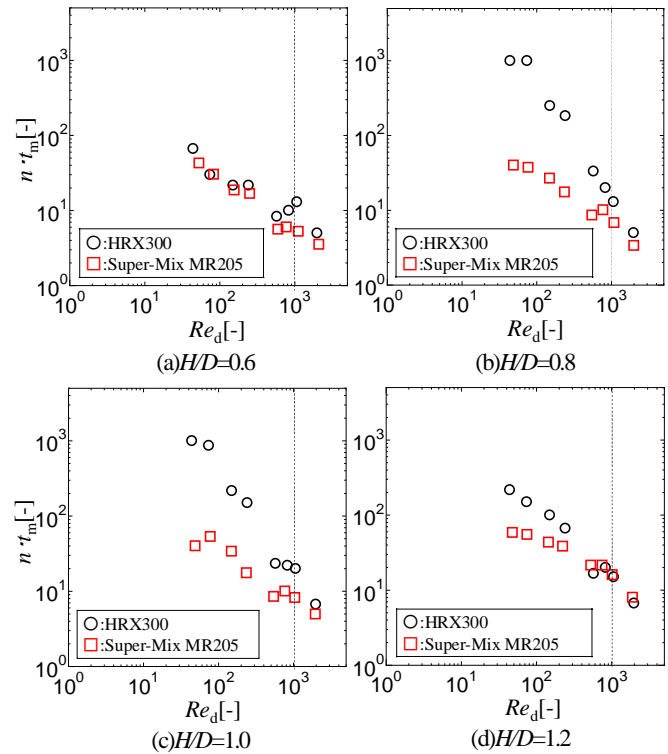 10³
10²
n·tₘ[-]
10¹
10⁰
○:HRX300
□:Super-Mix MR205
10⁰ 10¹ 10² 10³
Re_d[-]
(a)H/D=0.6
10³
10²
10¹
10⁰
○:HRX300
□:Super-Mix MR205
10⁰ 10¹ 10² 10³
Re_d[-]
(b)H/D=0.8
10³
10²
n·tₘ[-]
10¹
10⁰
○:HRX300
□:Super-Mix MR205
10⁰ 10¹ 10² 10³
Re_d[-]
(c)H/D=1.0
10³
10²
10¹
10⁰
○:HRX300
□:Super-Mix MR205
10⁰ 10¹ 10² 10³
Re_d[-]
(d)H/D=1.2